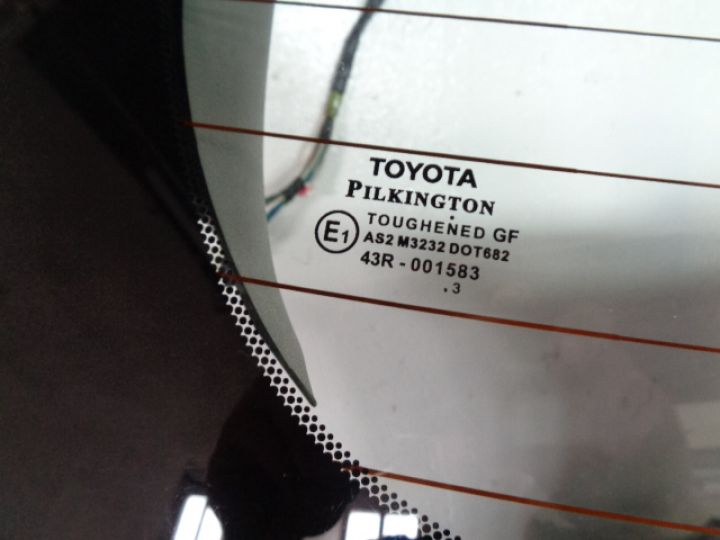 TOYOTA
PILKINGTON
E1
TOUGHENED GF
AS2 M3232 DOT682
43R - 001583
. 3